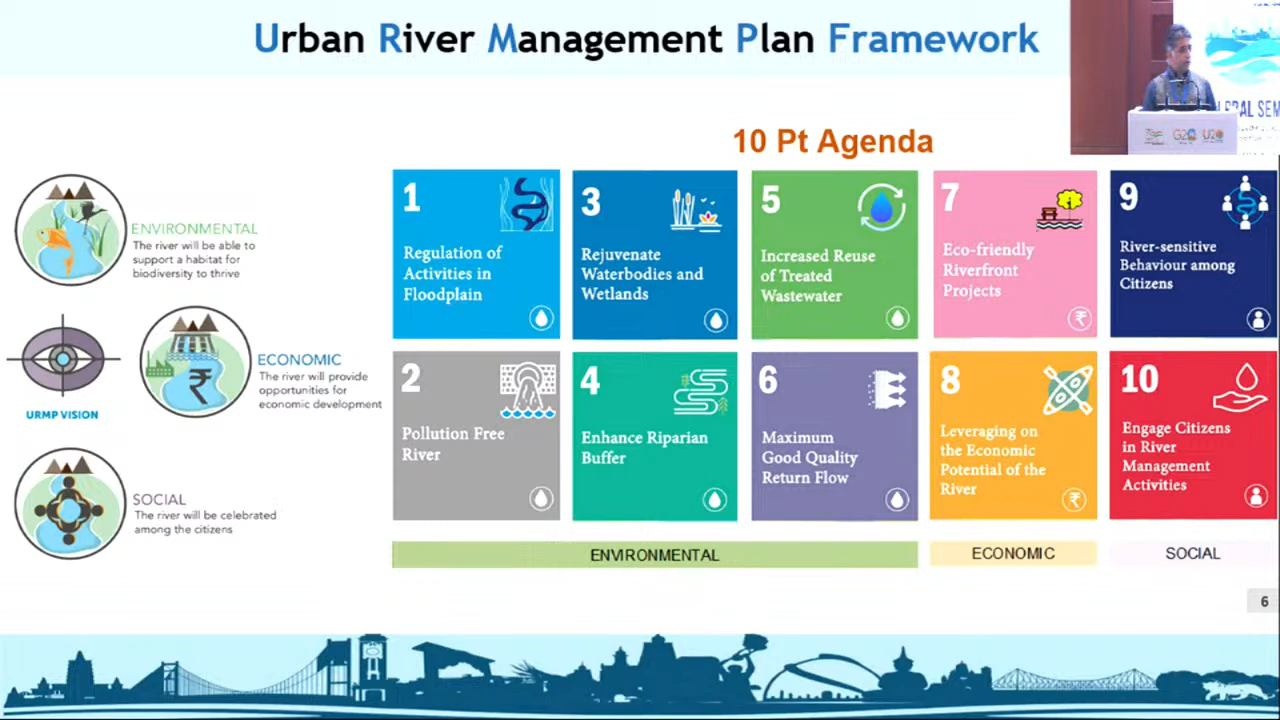 Urban River Management Plan Framework
10 Pt Agenda
ENVIRONMENTAL
The river will be able to
support a habitat for
biodiversity to thrive
URMP VISION
ECONOMIC
The river will provide
opportunities for
economic development
SOCIAL
The river will be celebrated
among the citizens
1
Regulation of
Activities in
Floodplain
3
Rejuvenate
Waterbodies and
Wetlands
5
Increased Reuse
of Treated
Wastewater
7
Eco-friendly
Riverfront
Projects
₹
9
River-sensitive
Behaviour among
Citizens
2
Pollution Free
River
4
Enhance Riparian
Buffer
6
Maximum
Good Quality
Return Flow
8
Leveraging on
the Economic
Potential of the
River
₹
10
Engage Citizens
in River
Management
Activities
ENVIRONMENTAL
ECONOMIC
SOCIAL
6
G20
U20